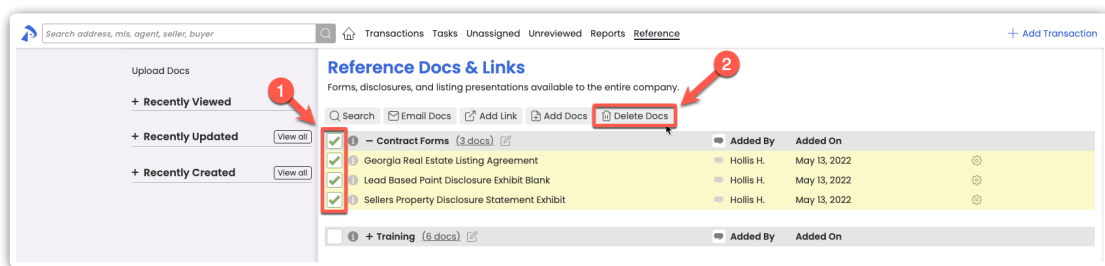 Search address, mls, agent, seller, buyer
Transactions Tasks Unassigned Unreviewed Reports Reference
+ Add Transaction
Upload Docs
+ Recently Viewed
+ Recently Updated View all
+ Recently Created View all
Reference Docs & Links
Forms, disclosures, and listing presentations available to the entire company.
1
2
Search Email Docs Add Link Add Docs Delete Docs
– Contract Forms (3 docs) Added By Added On
Georgia Real Estate Listing Agreement Hollis H. May 13, 2022
Lead Based Paint Disclosure Exhibit Blank Hollis H. May 13, 2022
Sellers Property Disclosure Statement Exhibit Hollis H. May 13, 2022
+ Training (6 docs) Added By Added On